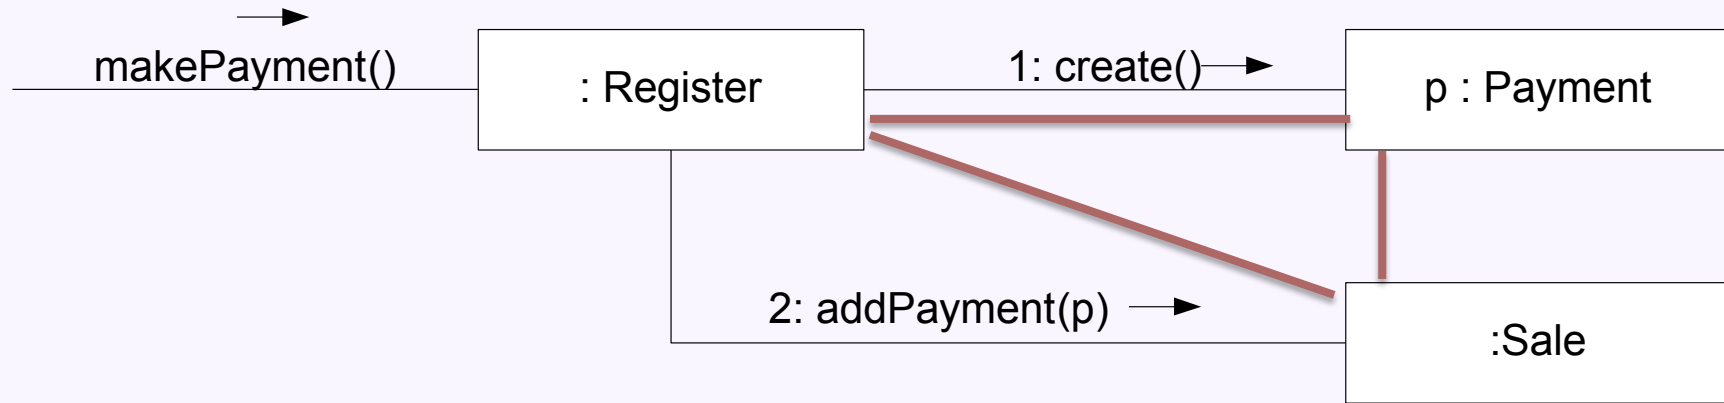 makePayment()
: Register
1: create()
p : Payment
2: addPayment(p)
:Sale